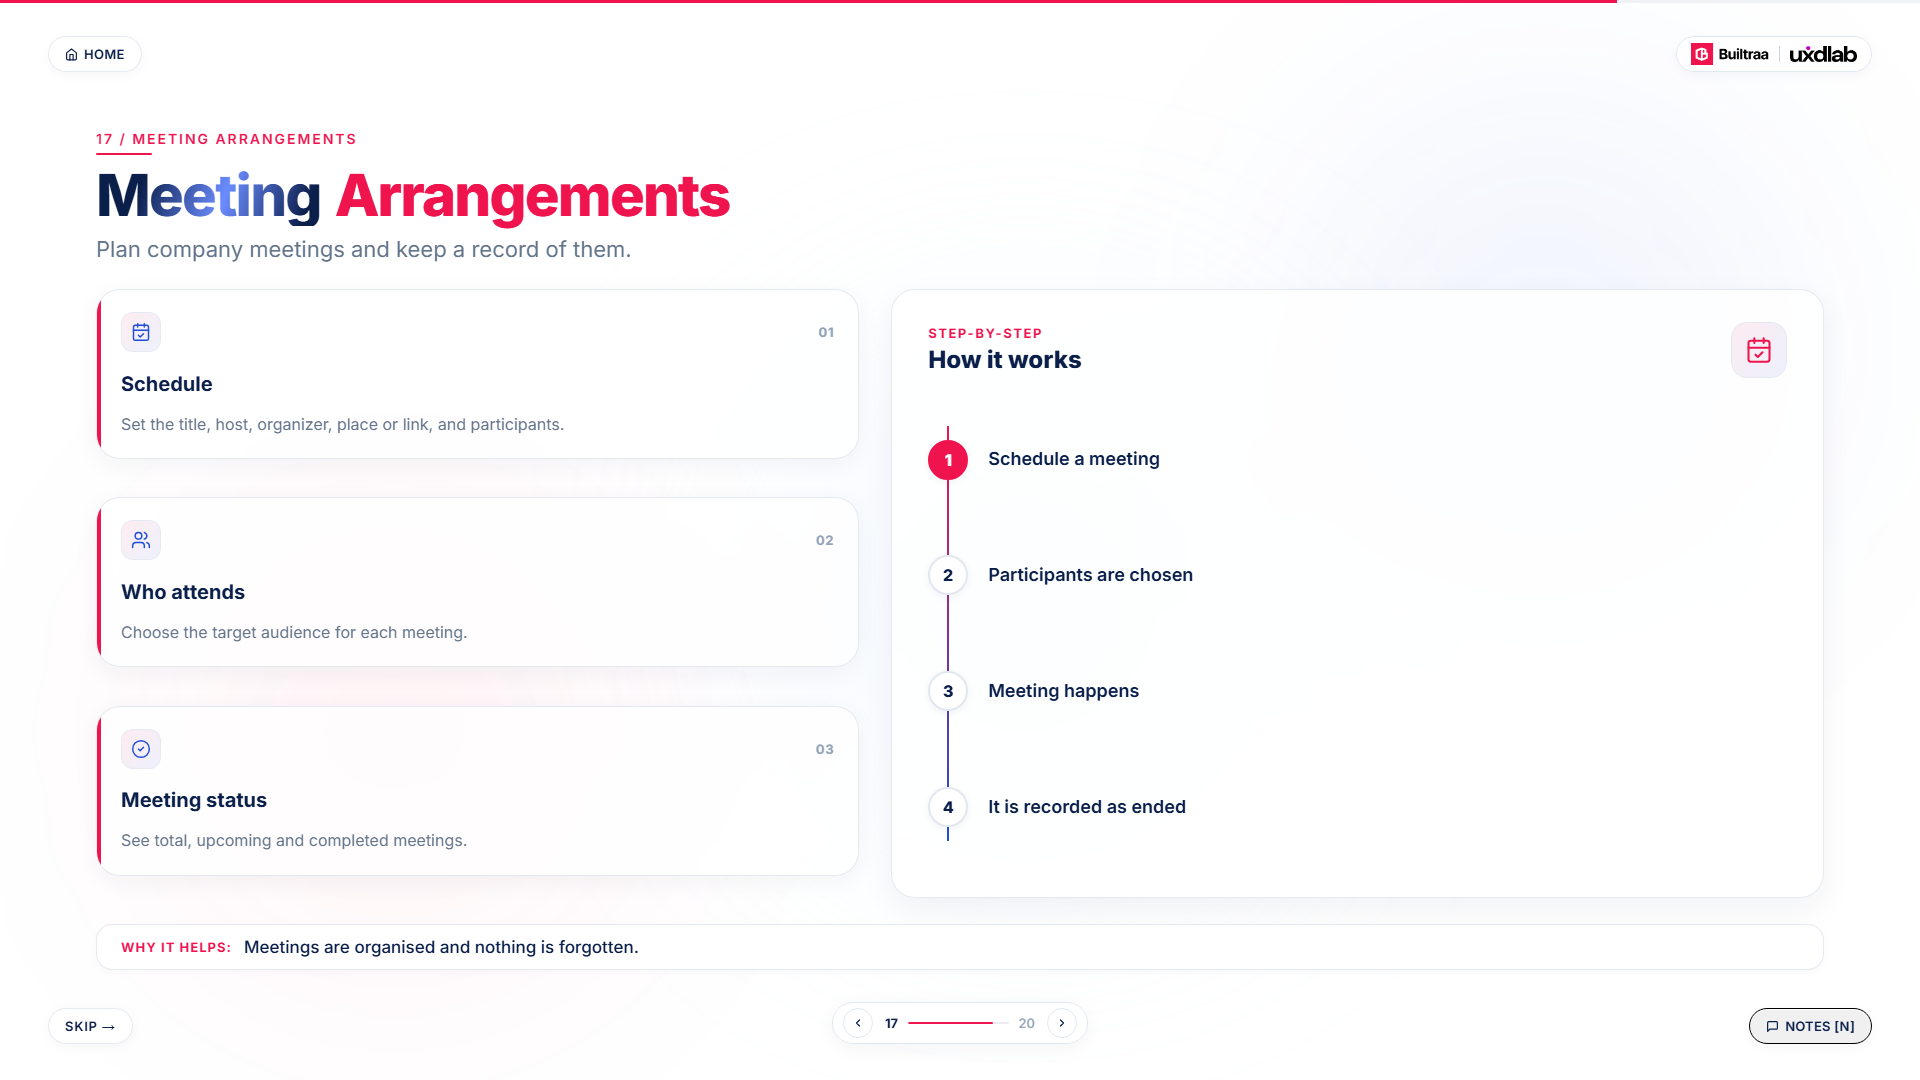 HOME
Builtraa
uxdlab
17 / MEETING ARRANGEMENTS
Meeting Arrangements
Plan company meetings and keep a record of them.
01
Schedule
Set the title, host, organizer, place or link, and participants.
02
Who attends
Choose the target audience for each meeting.
03
Meeting status
See total, upcoming and completed meetings.
STEP-BY-STEP
How it works
1 Schedule a meeting
2 Participants are chosen
3 Meeting happens
4 It is recorded as ended
WHY IT HELPS: Meetings are organised and nothing is forgotten.
SKIP →
17 20
NOTES [N]